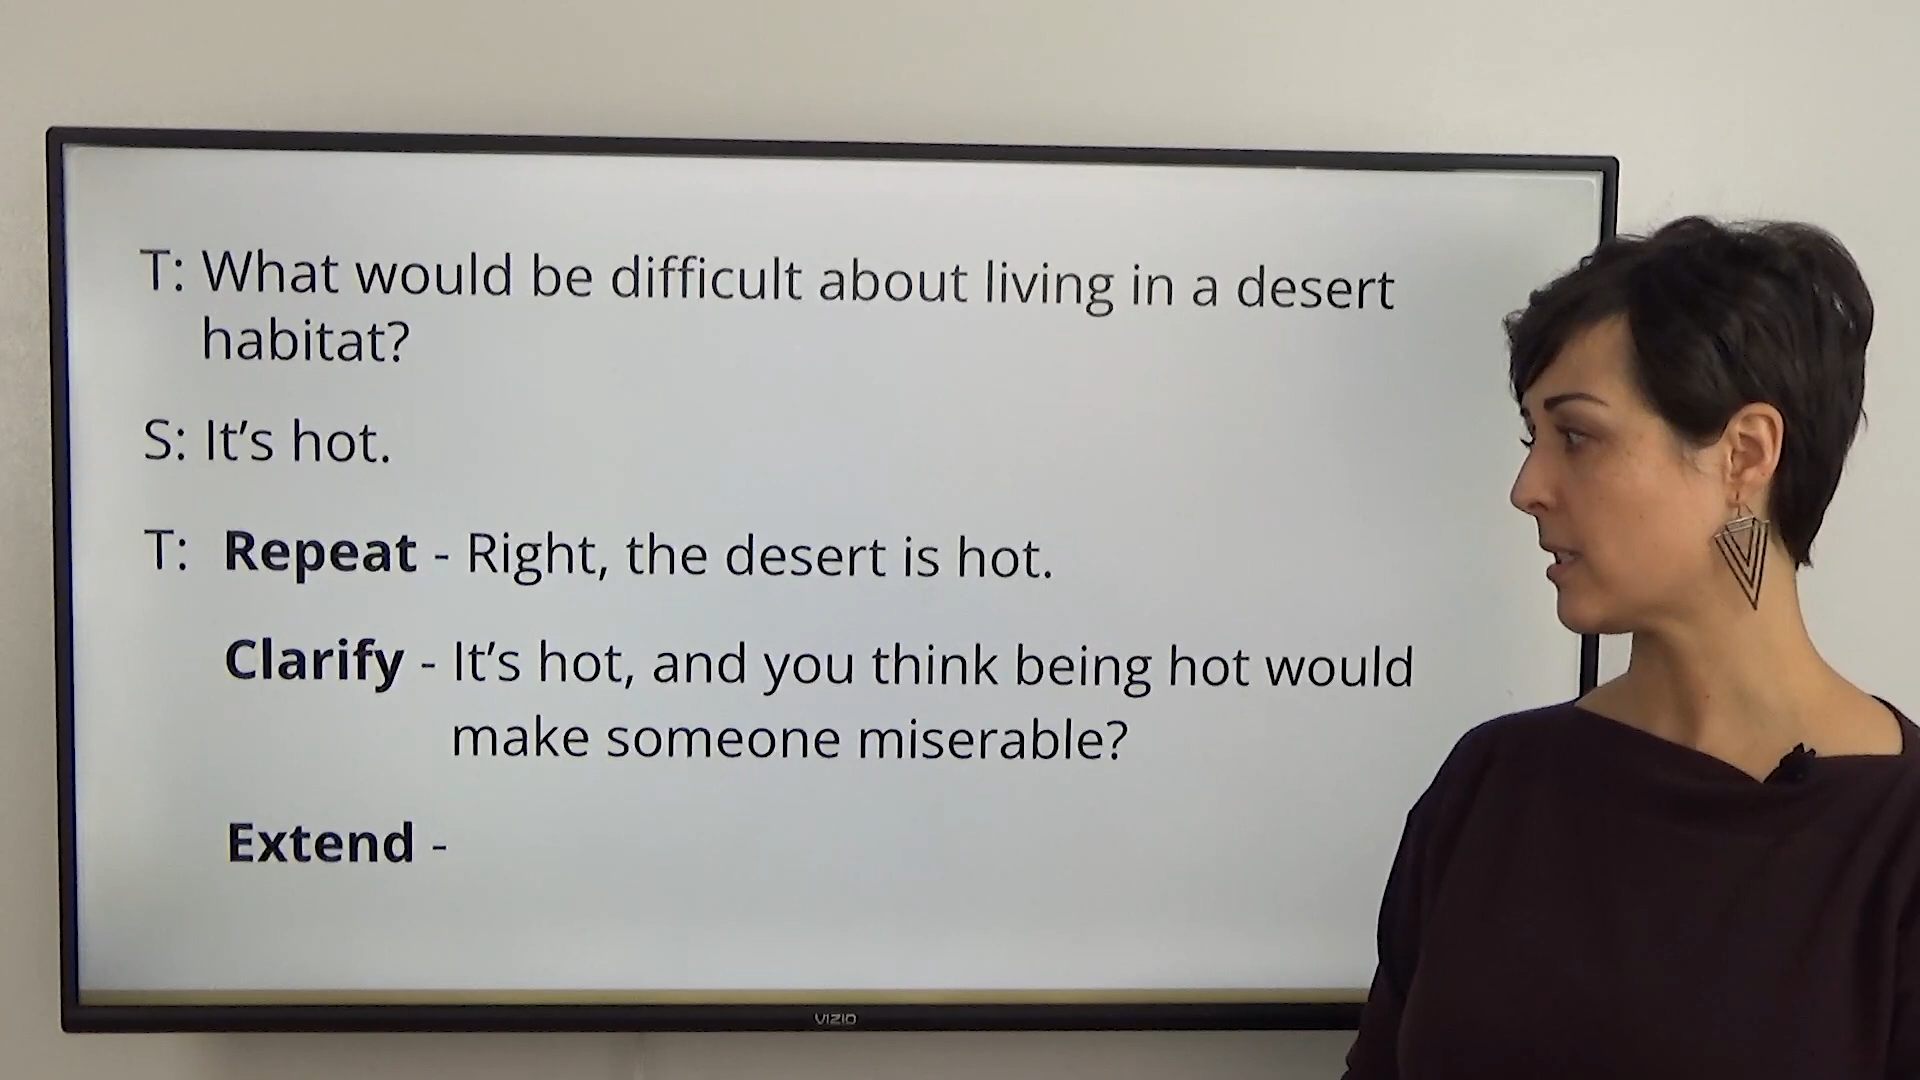 T: What would be difficult about living in a desert
habitat?
S: It's hot.
T: Repeat - Right, the desert is hot.
Clarify - It's hot, and you think being hot would
make someone miserable?
Extend -
VIZIO